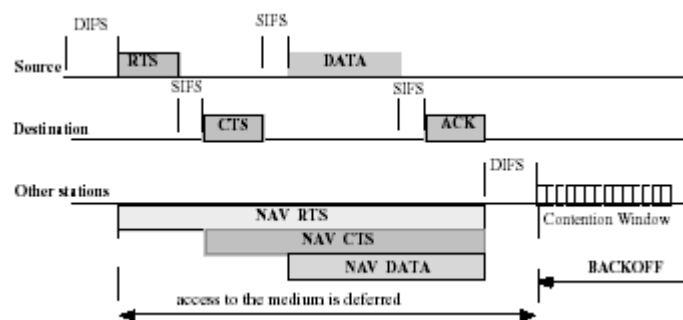 DIFS
SIFS
Source
RTS
DATA
SIFS
SIFS
Destination
CTS
ACK
DIFS
Other stations
NAV RTS
Contention Window
NAV CTS
NAV DATA
BACKOFF
access to the medium is deferred